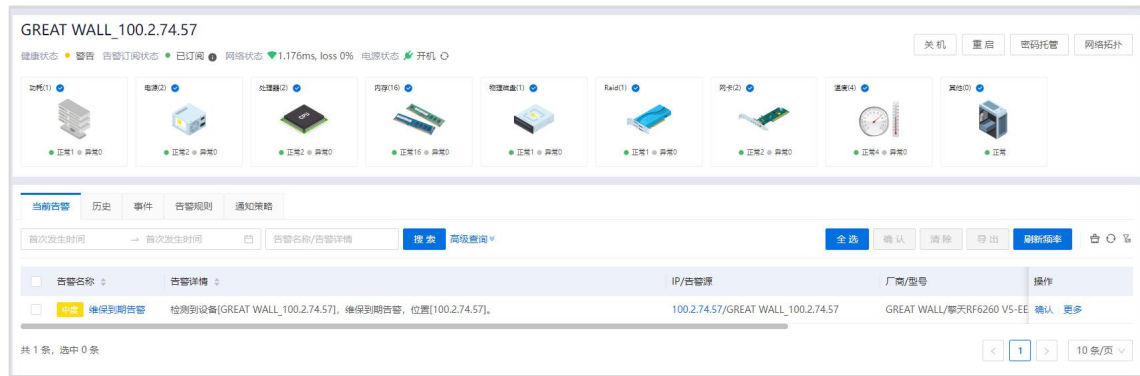 GREAT WALL_100.2.74.57
关机 重启 密码托管 网络拓扑
健康状态 警告 告警订阅状态 已订阅 网络状态 1.176ms, loss 0% 电源状态 开机
功耗(1) 电源(2) 处理器(2) 内存(16) 物理磁盘(1) Raid(1) 网卡(2) 温度(4) 其他(0)
CPU
正常1 异常0 正常2 异常0 正常2 异常0 正常16 异常0 正常1 异常0 正常1 异常0 正常2 异常0 正常4 异常0 正常
当前告警 历史 事件 告警规则 通知策略
首次发生时间 → 首次发生时间 告警名称/告警详情 搜索 高级查询 全选 确认 清除 导出 刷新频率
告警名称 告警详情 IP/告警源 厂商/型号 操作
中度 维保到期告警 检测到设备[GREAT WALL_100.2.74.57]，维保到期告警，位置[100.2.74.57]。 100.2.74.57/GREAT WALL_100.2.74.57 GREAT WALL/擎天RF6260 V5-EE 确认 更多
共 1 条，选中 0 条 < 1 > 10 条/页